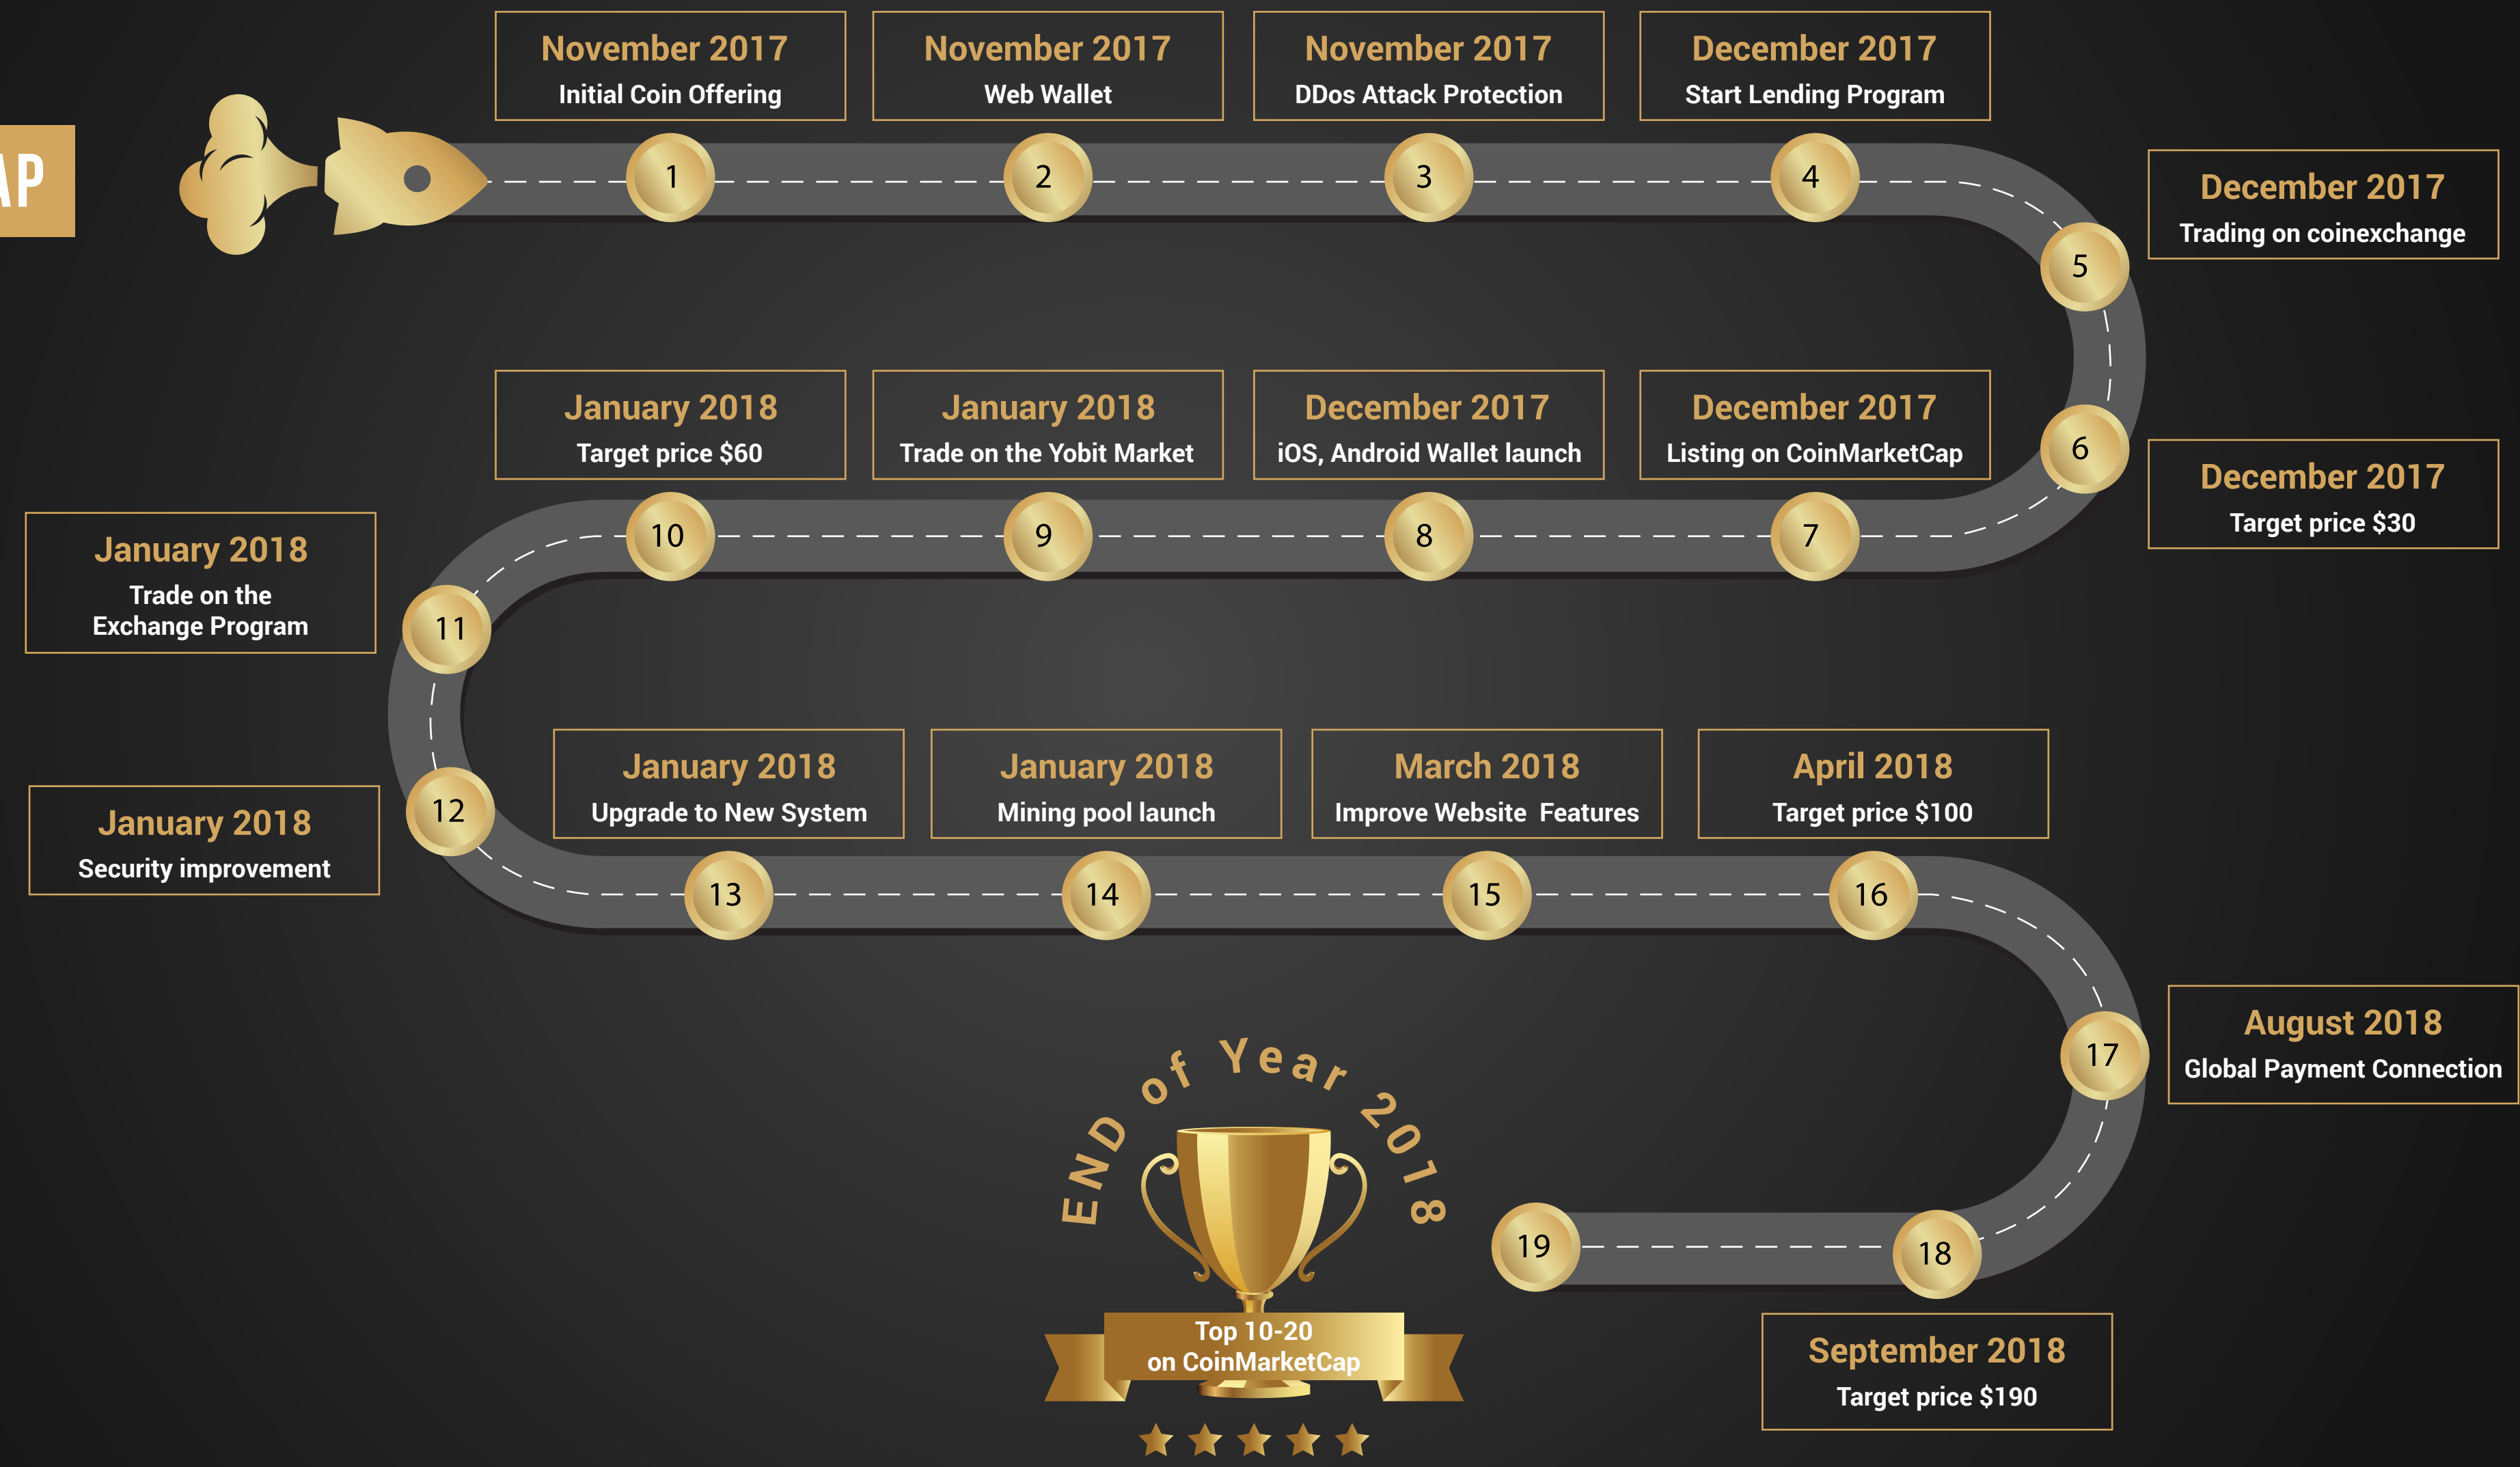 AP
November 2017
Initial Coin Offering
1
November 2017
Web Wallet
2
November 2017
DDos Attack Protection
3
December 2017
Start Lending Program
4
December 2017
Trading on coinexchange
5
December 2017
Target price $30
6
December 2017
Listing on CoinMarketCap
7
December 2017
iOS, Android Wallet launch
8
January 2018
Trade on the Yobit Market
9
January 2018
Target price $60
10
January 2018
Trade on the
Exchange Program
11
January 2018
Security improvement
12
January 2018
Upgrade to New System
13
January 2018
Mining pool launch
14
March 2018
Improve Website  Features
15
April 2018
Target price $100
16
August 2018
Global Payment Connection
17
September 2018
Target price $190
18
19
END of Year 2018
Top 10-20
on CoinMarketCap